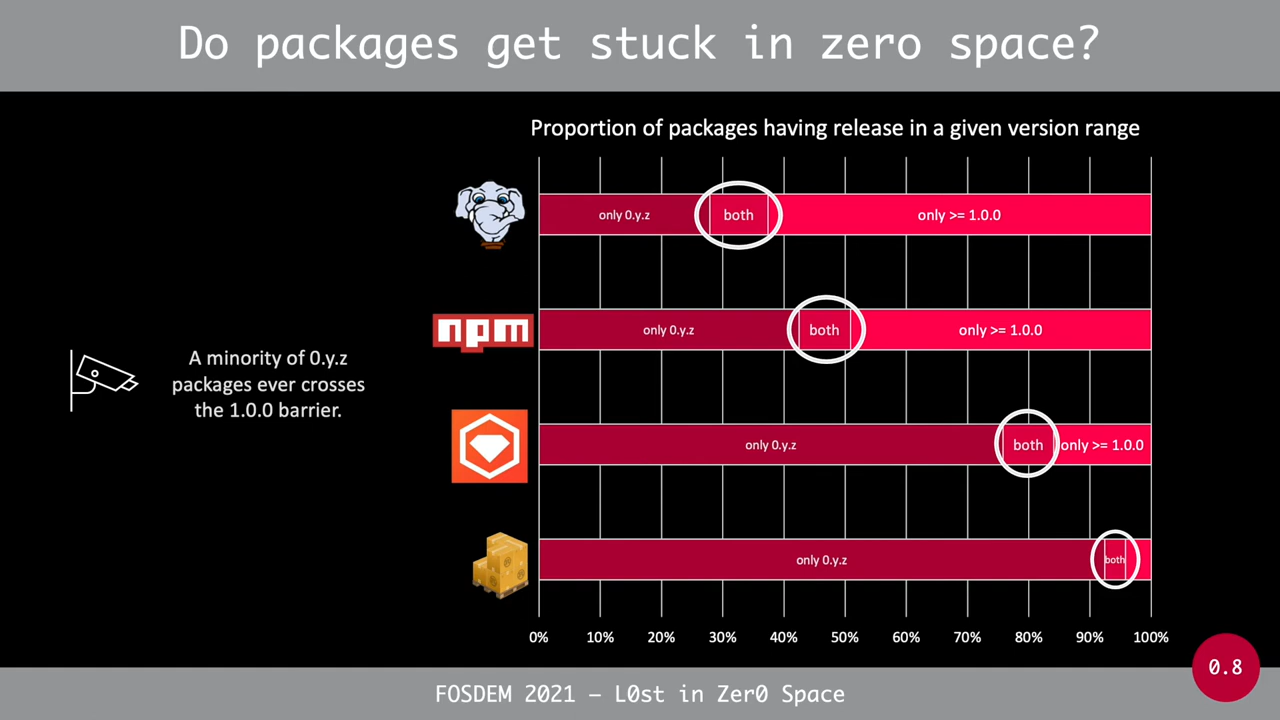 Do packages get stuck in zero space?
Proportion of packages having release in a given version range
only 0.y.z both only >= 1.0.0
npm
only 0.y.z both only >= 1.0.0
A minority of 0.y.z
packages ever crosses
the 1.0.0 barrier.
only 0.y.z both only >= 1.0.0
only 0.y.z both
0% 10% 20% 30% 40% 50% 60% 70% 80% 90% 100%
0.8
FOSDEM 2021 – L0st in Zer0 Space